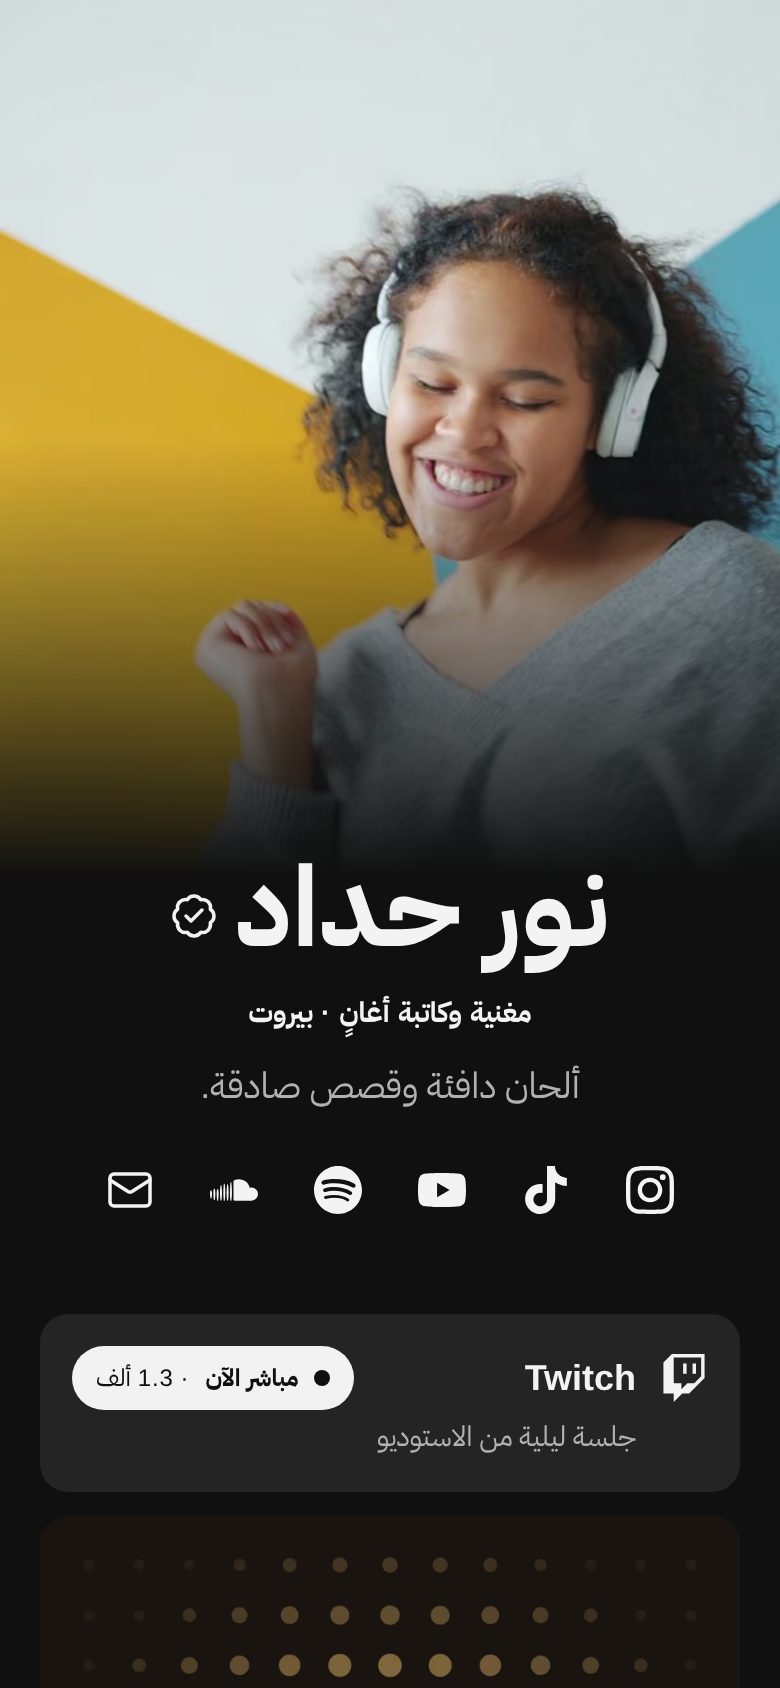 نور حداد
مغنية وكاتبة أغانٍ · بيروت
ألحان دافئة وقصص صادقة.
Twitch
مباشر الآن · 1.3 ألف
جلسة ليلية من الاستوديو